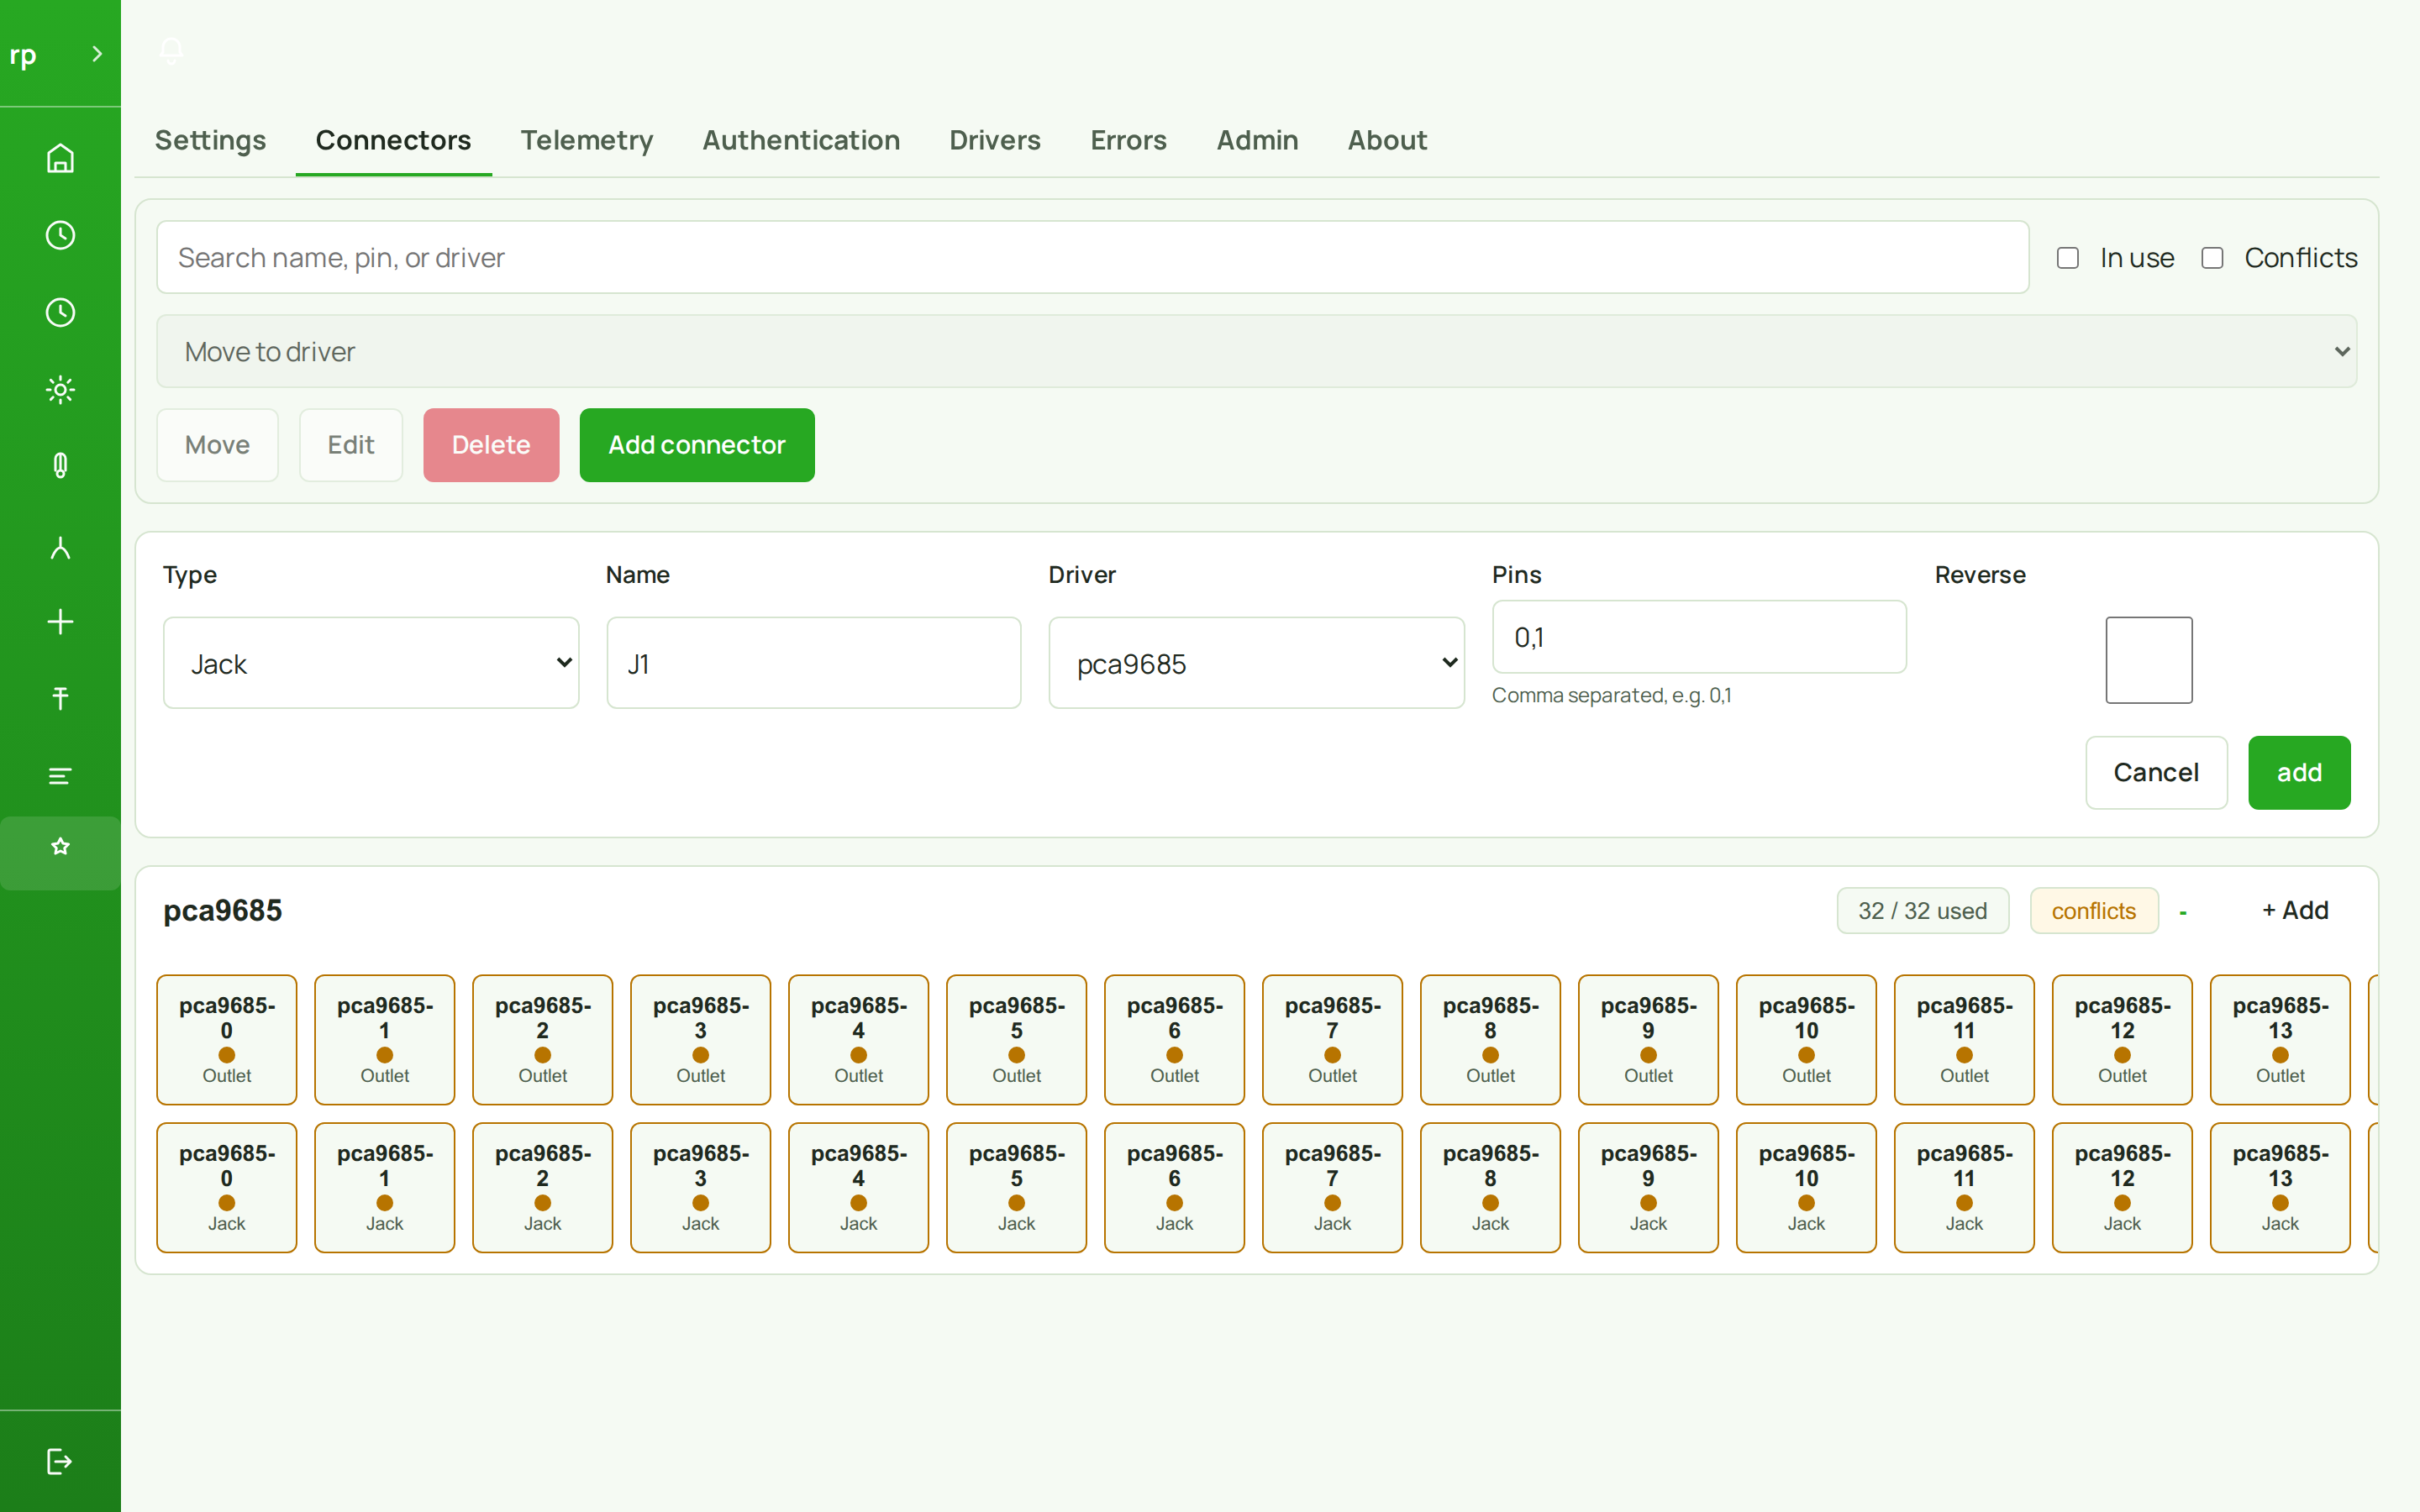 rp
Settings Connectors Telemetry Authentication Drivers Errors Admin About
Search name, pin, or driver
In use Conflicts
Move to driver
Move Edit Delete Add connector
Type Name Driver Pins Reverse
Jack J1 pca9685 0,1
Comma separated, e.g. 0,1
Cancel add
pca9685 32 / 32 used conflicts - + Add
pca9685- pca9685- pca9685- pca9685- pca9685- pca9685- pca9685- pca9685- pca9685- pca9685- pca9685- pca9685- pca9685- pca9685-
0 1 2 3 4 5 6 7 8 9 10 11 12 13
Outlet Outlet Outlet Outlet Outlet Outlet Outlet Outlet Outlet Outlet Outlet Outlet Outlet Outlet
pca9685- pca9685- pca9685- pca9685- pca9685- pca9685- pca9685- pca9685- pca9685- pca9685- pca9685- pca9685- pca9685- pca9685-
0 1 2 3 4 5 6 7 8 9 10 11 12 13
Jack Jack Jack Jack Jack Jack Jack Jack Jack Jack Jack Jack Jack Jack